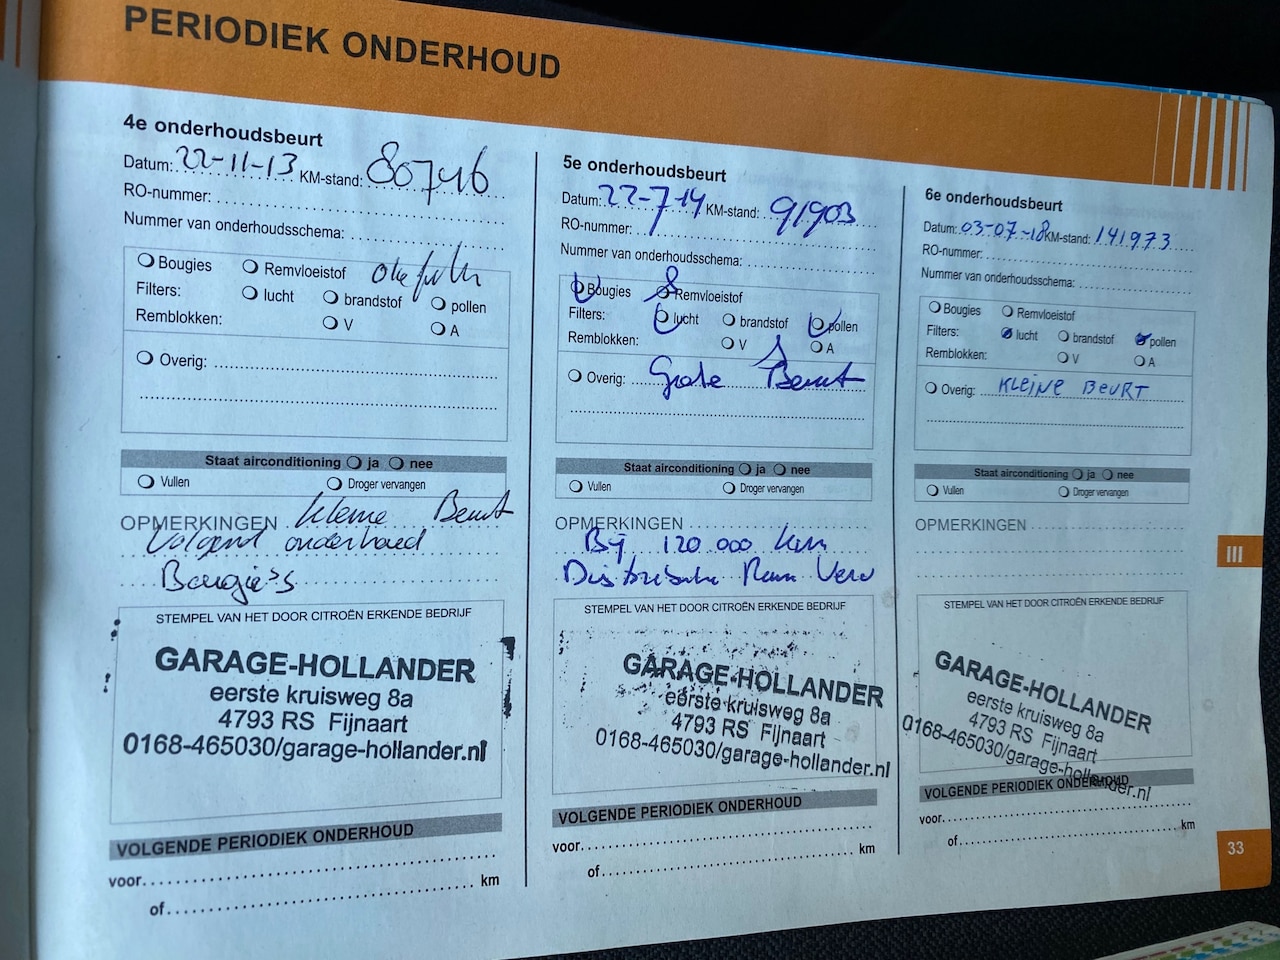 PERIODIEK ONDERHOUD
4e onderhoudsbeurt
Datum: 22-11-13 KM-stand: 80746
RO-nummer:
Nummer van onderhoudsschema:
Bougies Remvloeistof olie filter
Filters: lucht brandstof pollen
Remblokken: V A
Overig:
Staat airconditioning ja nee
Vullen Droger vervangen
OPMERKINGEN Kleine Beurt
Volgend onderhoud
Bougie's
STEMPEL VAN HET DOOR CITROËN ERKENDE BEDRIJF
GARAGE-HOLLANDER
eerste kruisweg 8a
4793 RS Fijnaart
0168-465030/garage-hollander.nl
VOLGENDE PERIODIEK ONDERHOUD
voor
of km
5e onderhoudsbeurt
Datum: 22-7-14 KM-stand: 91903
RO-nummer:
Nummer van onderhoudsschema:
Bougies Remvloeistof
Filters: lucht brandstof pollen
Remblokken: V A
Overig: Grote Beurt
Staat airconditioning ja nee
Vullen Droger vervangen
OPMERKINGEN
Bij 120 000 km
Distributie Riem Verv
STEMPEL VAN HET DOOR CITROËN ERKENDE BEDRIJF
GARAGE-HOLLANDER
eerste kruisweg 8a
4793 RS Fijnaart
0168-465030/garage-hollander.nl
VOLGENDE PERIODIEK ONDERHOUD
voor
of km
6e onderhoudsbeurt
Datum: 03-07-18 KM-stand: 141973
RO-nummer:
Nummer van onderhoudsschema:
Bougies Remvloeistof
Filters: lucht brandstof pollen
Remblokken: V A
Overig: KLEINE BEURT
Staat airconditioning ja nee
Vullen Droger vervangen
OPMERKINGEN
STEMPEL VAN HET DOOR CITROËN ERKENDE BEDRIJF
GARAGE-HOLLANDER
eerste kruisweg 8a
4793 RS Fijnaart
0168-465030/garage-hollander.nl
VOLGENDE PERIODIEK ONDERHOUD
voor
of km
III
33